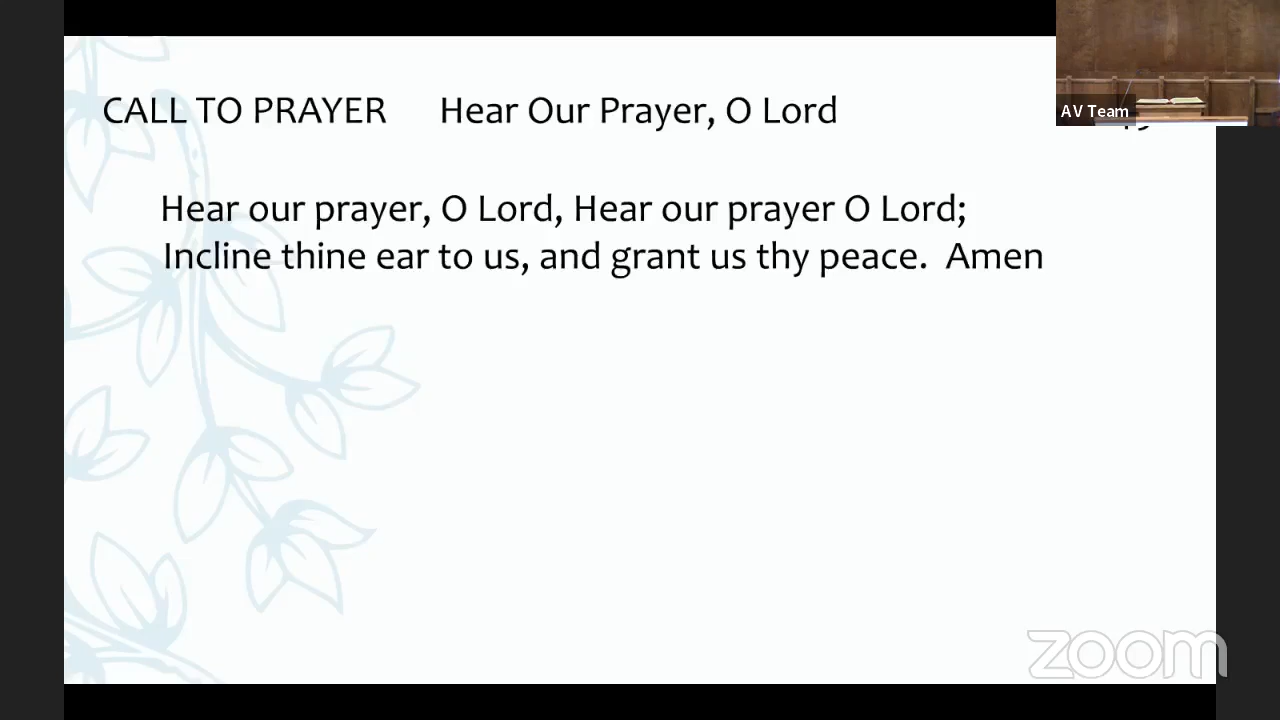 CALL TO PRAYER Hear Our Prayer, O Lord
AV Team
Hear our prayer, O Lord, Hear our prayer O Lord;
Incline thine ear to us, and grant us thy peace. Amen
zoom